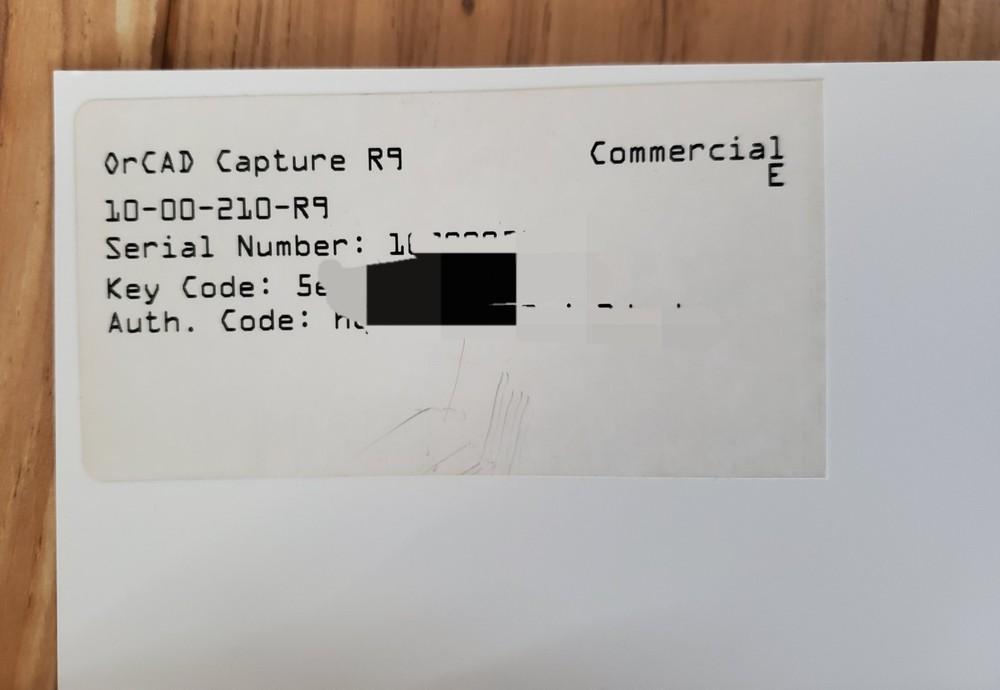 OrCAD Capture R9
Commercial
E
10-00-210-R9
Serial Number:
Key Code:
Auth. Code: